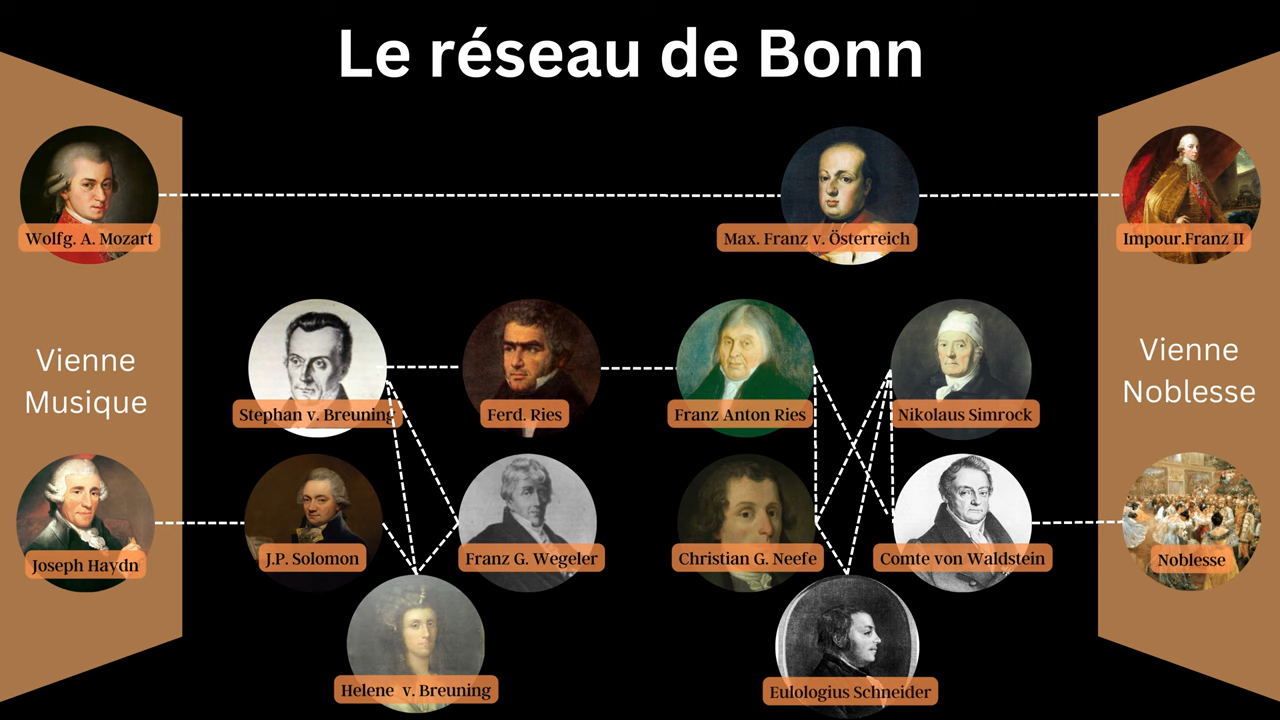 Le réseau de Bonn
Wolfg. A. Mozart
Max. Franz v. Österreich
Impour.Franz II
Vienne
Musique
Vienne
Noblesse
Stephan v. Breuning
Ferd. Ries
Franz Anton Ries
Nikolaus Simrock
Joseph Haydn
J.P. Solomon
Franz G. Wegeler
Christian G. Neefe
Comte von Waldstein
Noblesse
Helene v. Breuning
Eulologius Schneider